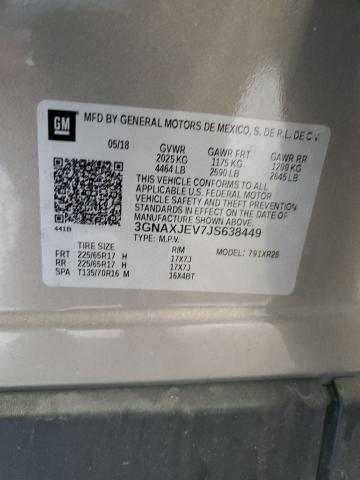 GM
MFD BY GENERAL MOTORS DE MEXICO, S. DE R.L. DE C.V.
05/18 GVWR GAWR FRT GAWR RR
2025 KG 1175 KG 1200 KG
4464 LB 2590 LB 2645 LB
THIS VEHICLE CONFORMS TO ALL APPLICABLE
U.S. FEDERAL MOTOR VEHICLE SAFETY, BUMPER, AND
THEFT PREVENTION STANDARDS IN EFFECT ON THE
DATE OF MANUFACTURE SHOWN ABOVE.
3GNAXJEV7JS638449
441B TYPE: M.P.V. MODEL: 791XR26
TIRE SIZE RIM
FRT 225/65R17 H 17X7J
RR 225/65R17 H 17X7J
SPA T135/70R16 M 16X4BT